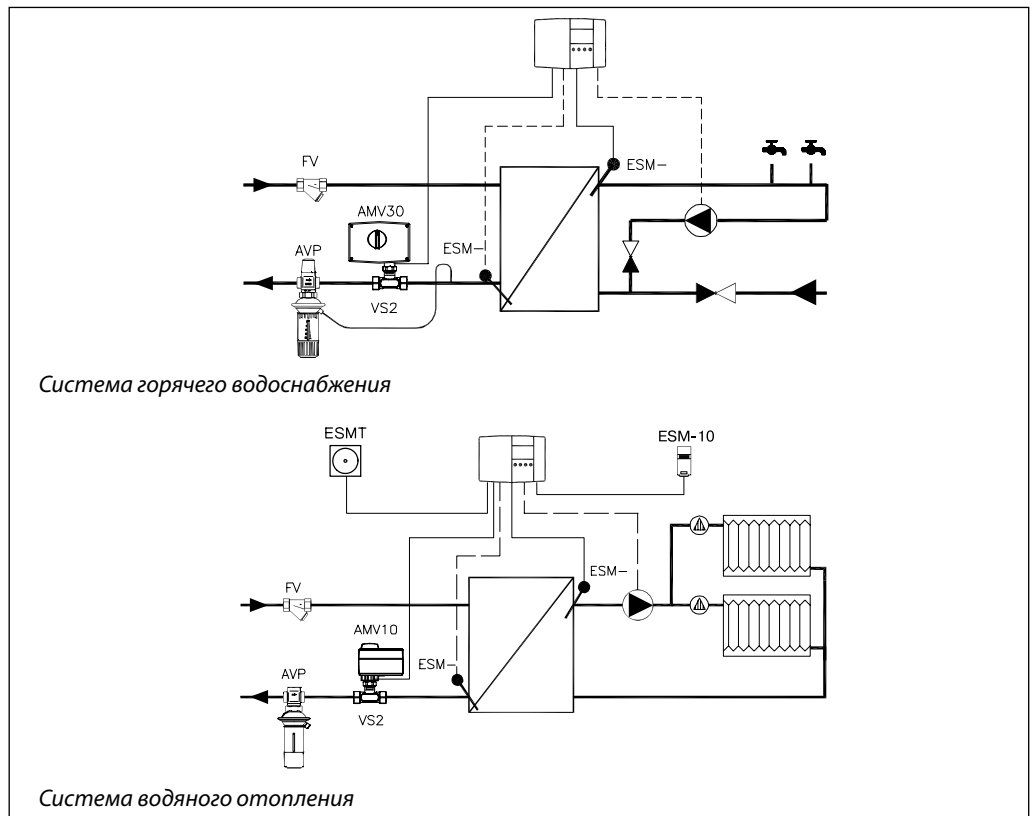 FV
ESM-
AMV30
AVP
ESM-
VS2
Система горячего водоснабжения
ESMT
ESM-10
ESM-
FV
AMV10
ESM-
AVP
VS2
Система водяного отопления